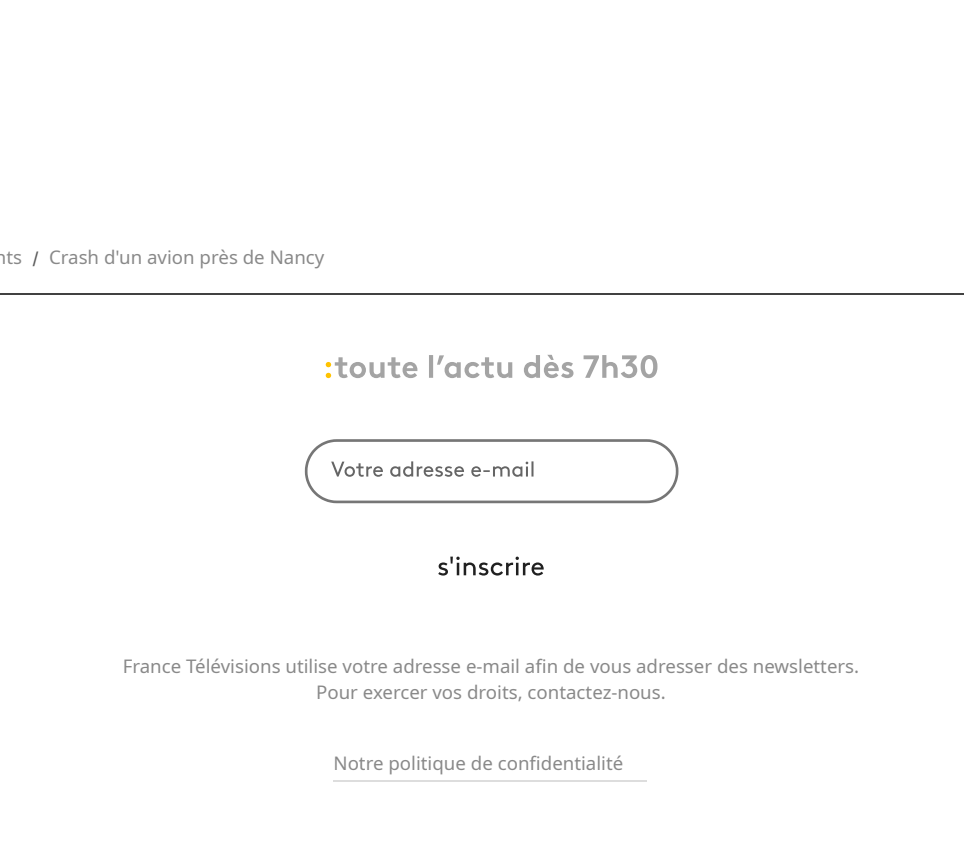 / Crash d'un avion près de Nancy
:toute l’actu dès 7h30
Votre adresse e-mail
s'inscrire
France Télévisions utilise votre adresse e-mail afin de vous adresser des newsletters.
Pour exercer vos droits, contactez-nous.
Notre politique de confidentialité